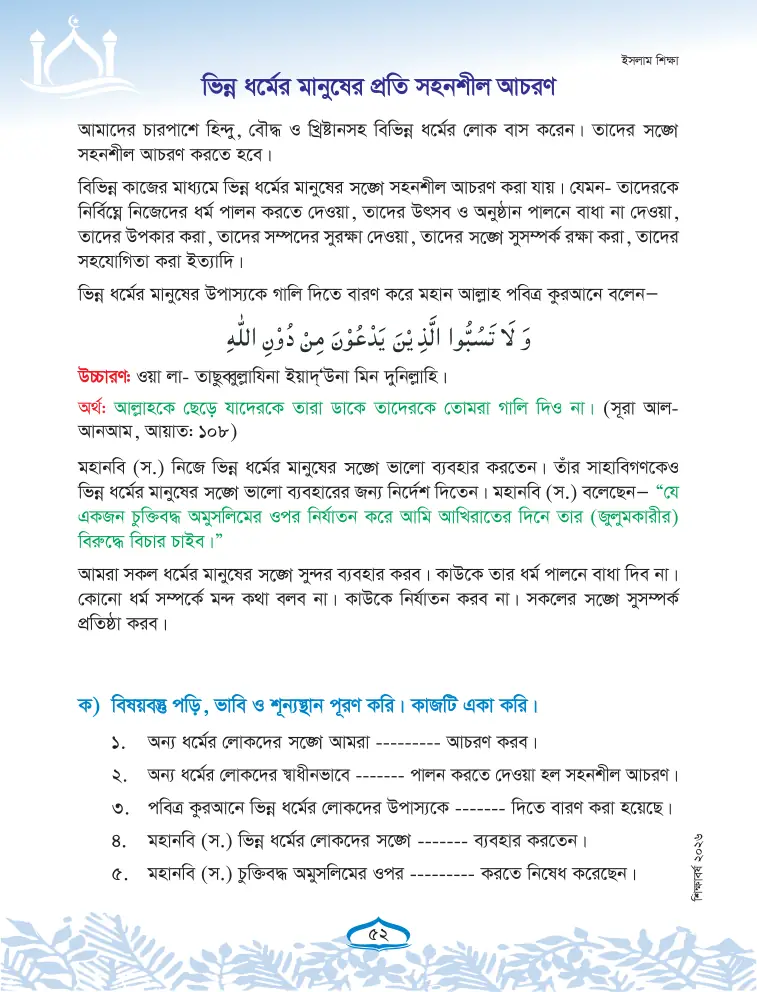 ইসলাম শিক্ষা
ভিন্ন ধর্মের মানুষের প্রতি সহনশীল আচরণ
আমাদের চারপাশে হিন্দু, বৌদ্ধ ও খ্রিষ্টানসহ বিভিন্ন ধর্মের লোক বাস করেন। তাদের সঙ্গে
সহনশীল আচরণ করতে হবে।
বিভিন্ন কাজের মাধ্যমে ভিন্ন ধর্মের মানুষের সঙ্গে সহনশীল আচরণ করা যায়। যেমন- তাদেরকে
নির্বিঘ্নে নিজেদের ধর্ম পালন করতে দেওয়া, তাদের উৎসব ও অনুষ্ঠান পালনে বাধা না দেওয়া,
তাদের উপকার করা, তাদের সম্পদের সুরক্ষা দেওয়া, তাদের সঙ্গে সুসম্পর্ক রক্ষা করা, তাদের
সহযোগিতা করা ইত্যাদি।
ভিন্ন ধর্মের মানুষের উপাস্যকে গালি দিতে বারণ করে মহান আল্লাহ পবিত্র কুরআনে বলেন–
وَ لَا تَسُبُّوا الَّذِيْنَ يَدْعُوْنَ مِنْ دُوْنِ اللّٰهِ
উচ্চারণ: ওয়া লা- তাছুব্বুল্লাযিনা ইয়াদ্‘উনা মিন দুনিল্লাহি।
অর্থ: আল্লাহকে ছেড়ে যাদেরকে তারা ডাকে তাদেরকে তোমরা গালি দিও না। (সূরা আল-
আনআম, আয়াত: ১০৮)
মহানবি (স.) নিজে ভিন্ন ধর্মের মানুষের সঙ্গে ভালো ব্যবহার করতেন। তাঁর সাহাবিগণকেও
ভিন্ন ধর্মের মানুষের সঙ্গে ভালো ব্যবহারের জন্য নির্দেশ দিতেন। মহানবি (স.) বলেছেন– “যে
একজন চুক্তিবদ্ধ অমুসলিমের ওপর নির্যাতন করে আমি আখিরাতের দিনে তার (জুলুমকারীর)
বিরুদ্ধে বিচার চাইব।”
আমরা সকল ধর্মের মানুষের সঙ্গে সুন্দর ব্যবহার করব। কাউকে তার ধর্ম পালনে বাধা দিব না।
কোনো ধর্ম সম্পর্কে মন্দ কথা বলব না। কাউকে নির্যাতন করব না। সকলের সঙ্গে সুসম্পর্ক
প্রতিষ্ঠা করব।
ক) বিষয়বস্তু পড়ি, ভাবি ও শূন্যস্থান পূরণ করি। কাজটি একা করি।
১. অন্য ধর্মের লোকদের সঙ্গে আমরা --------- আচরণ করব।
২. অন্য ধর্মের লোকদের স্বাধীনভাবে ------- পালন করতে দেওয়া হল সহনশীল আচরণ।
৩. পবিত্র কুরআনে ভিন্ন ধর্মের লোকদের উপাস্যকে ------- দিতে বারণ করা হয়েছে।
৪. মহানবি (স.) ভিন্ন ধর্মের লোকদের সঙ্গে ------- ব্যবহার করতেন।
৫. মহানবি (স.) চুক্তিবদ্ধ অমুসলিমের ওপর --------- করতে নিষেধ করেছেন।
শিক্ষাবর্ষ ২০২৬
৫২